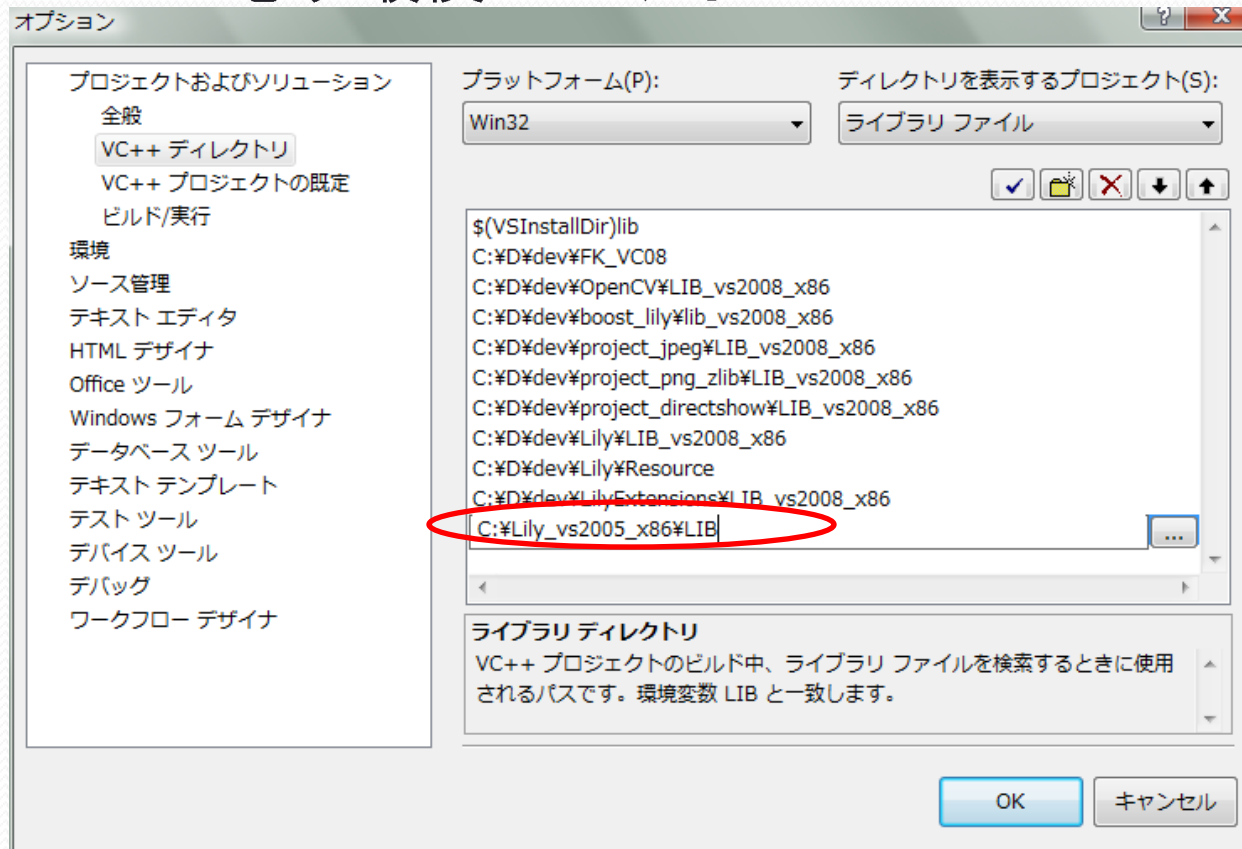 オプション
プロジェクトおよびソリューション
全般
VC++ ディレクトリ
VC++ プロジェクトの既定
ビルド/実行
環境
ソース管理
テキスト エディタ
HTML デザイナ
Office ツール
Windows フォーム デザイナ
データベース ツール
テキスト テンプレート
テスト ツール
デバイス ツール
デバッグ
ワークフロー デザイナ
プラットフォーム(P):
Win32
ディレクトリを表示するプロジェクト(S):
ライブラリ ファイル
$(VSInstallDir)lib
C:¥D¥dev¥FK_VC08
C:¥D¥dev¥OpenCV¥LIB_vs2008_x86
C:¥D¥dev¥boost_lily¥lib_vs2008_x86
C:¥D¥dev¥project_jpeg¥LIB_vs2008_x86
C:¥D¥dev¥project_png_zlib¥LIB_vs2008_x86
C:¥D¥dev¥project_directshow¥LIB_vs2008_x86
C:¥D¥dev¥Lily¥LIB_vs2008_x86
C:¥D¥dev¥Lily¥Resource
C:¥D¥dev¥LilyExtensions¥LIB_vs2008_x86
C:¥Lily_vs2005_x86¥LIB
...
ライブラリ ディレクトリ
VC++ プロジェクトのビルド中、ライブラリ ファイルを検索するときに使用
されるパスです。環境変数 LIB と一致します。
OK
キャンセル